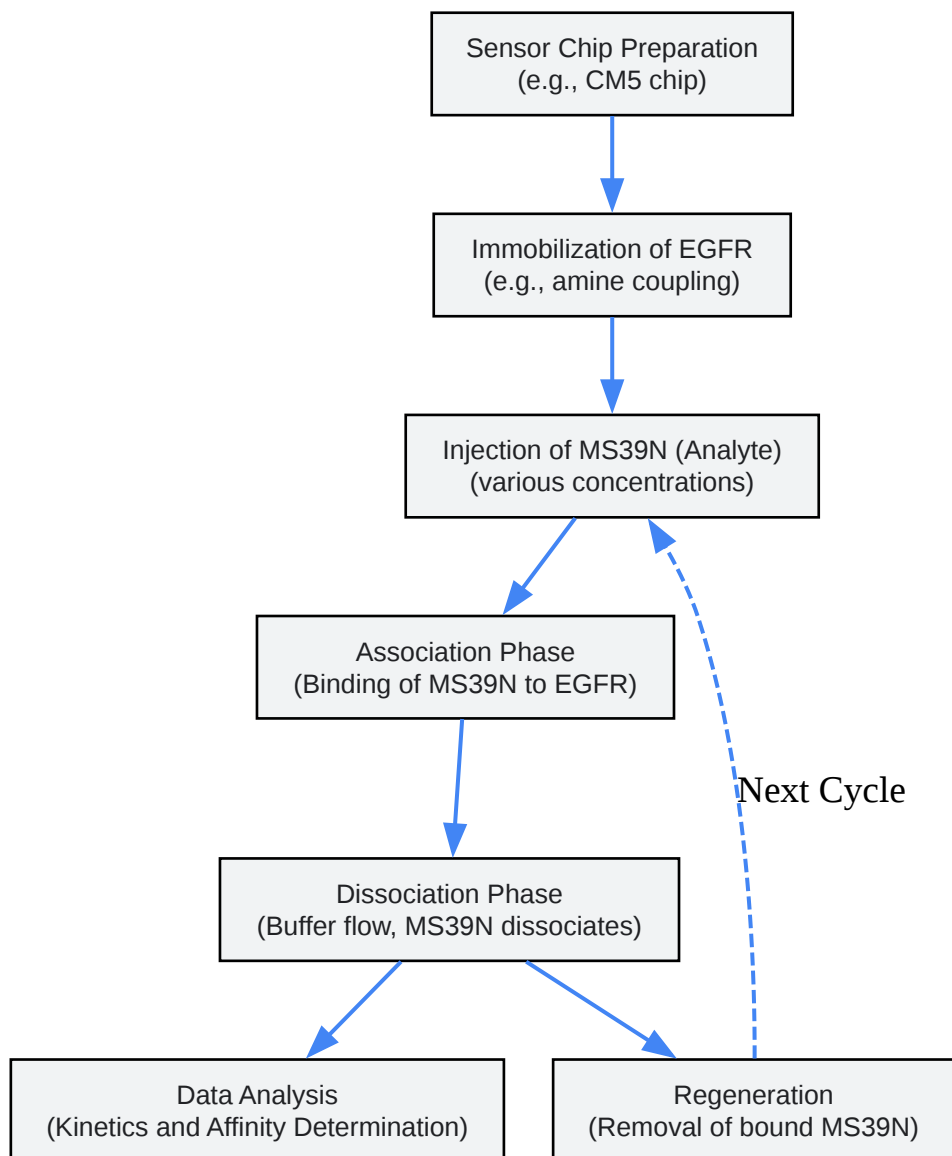 Sensor Chip Preparation
(e.g., CM5 chip)
Immobilization of EGFR
(e.g., amine coupling)
Injection of MS39N (Analyte)
(various concentrations)
Association Phase
(Binding of MS39N to EGFR)
Next Cycle
Dissociation Phase
(Buffer flow, MS39N dissociates)
Data Analysis
(Kinetics and Affinity Determination)
Regeneration
(Removal of bound MS39N)